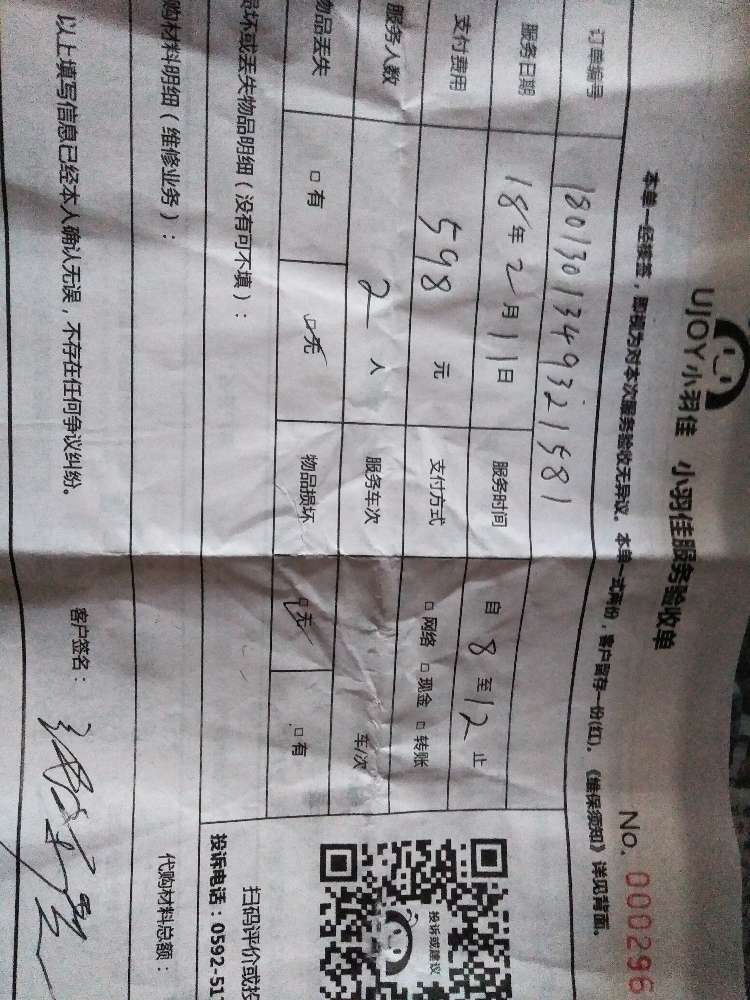 UJOY小羽佳 小羽佳服务验收单
No. 000296
本单一经接签，即视为对本次服务验收无异议。本单一式两份，客户留存一份(红)。《维保须知》详见背面。
订单编号 1801301349321581
服务日期 18年2月11日 服务时间 自8至12止
支付费用 598元 支付方式 □网络 □现金 □转账
服务人数 2人 服务车次 车/次
物品丢失 □有 □无 物品损坏 □无 □有
损坏或丢失物品明细（没有可不填）：
投诉或建议
扫码评价或投
投诉电话：0592-51
购材料明细（维修业务）：
代购材料总额：
以上填写信息已经本人确认无误，不存在任何争议纠纷。
客户签名：